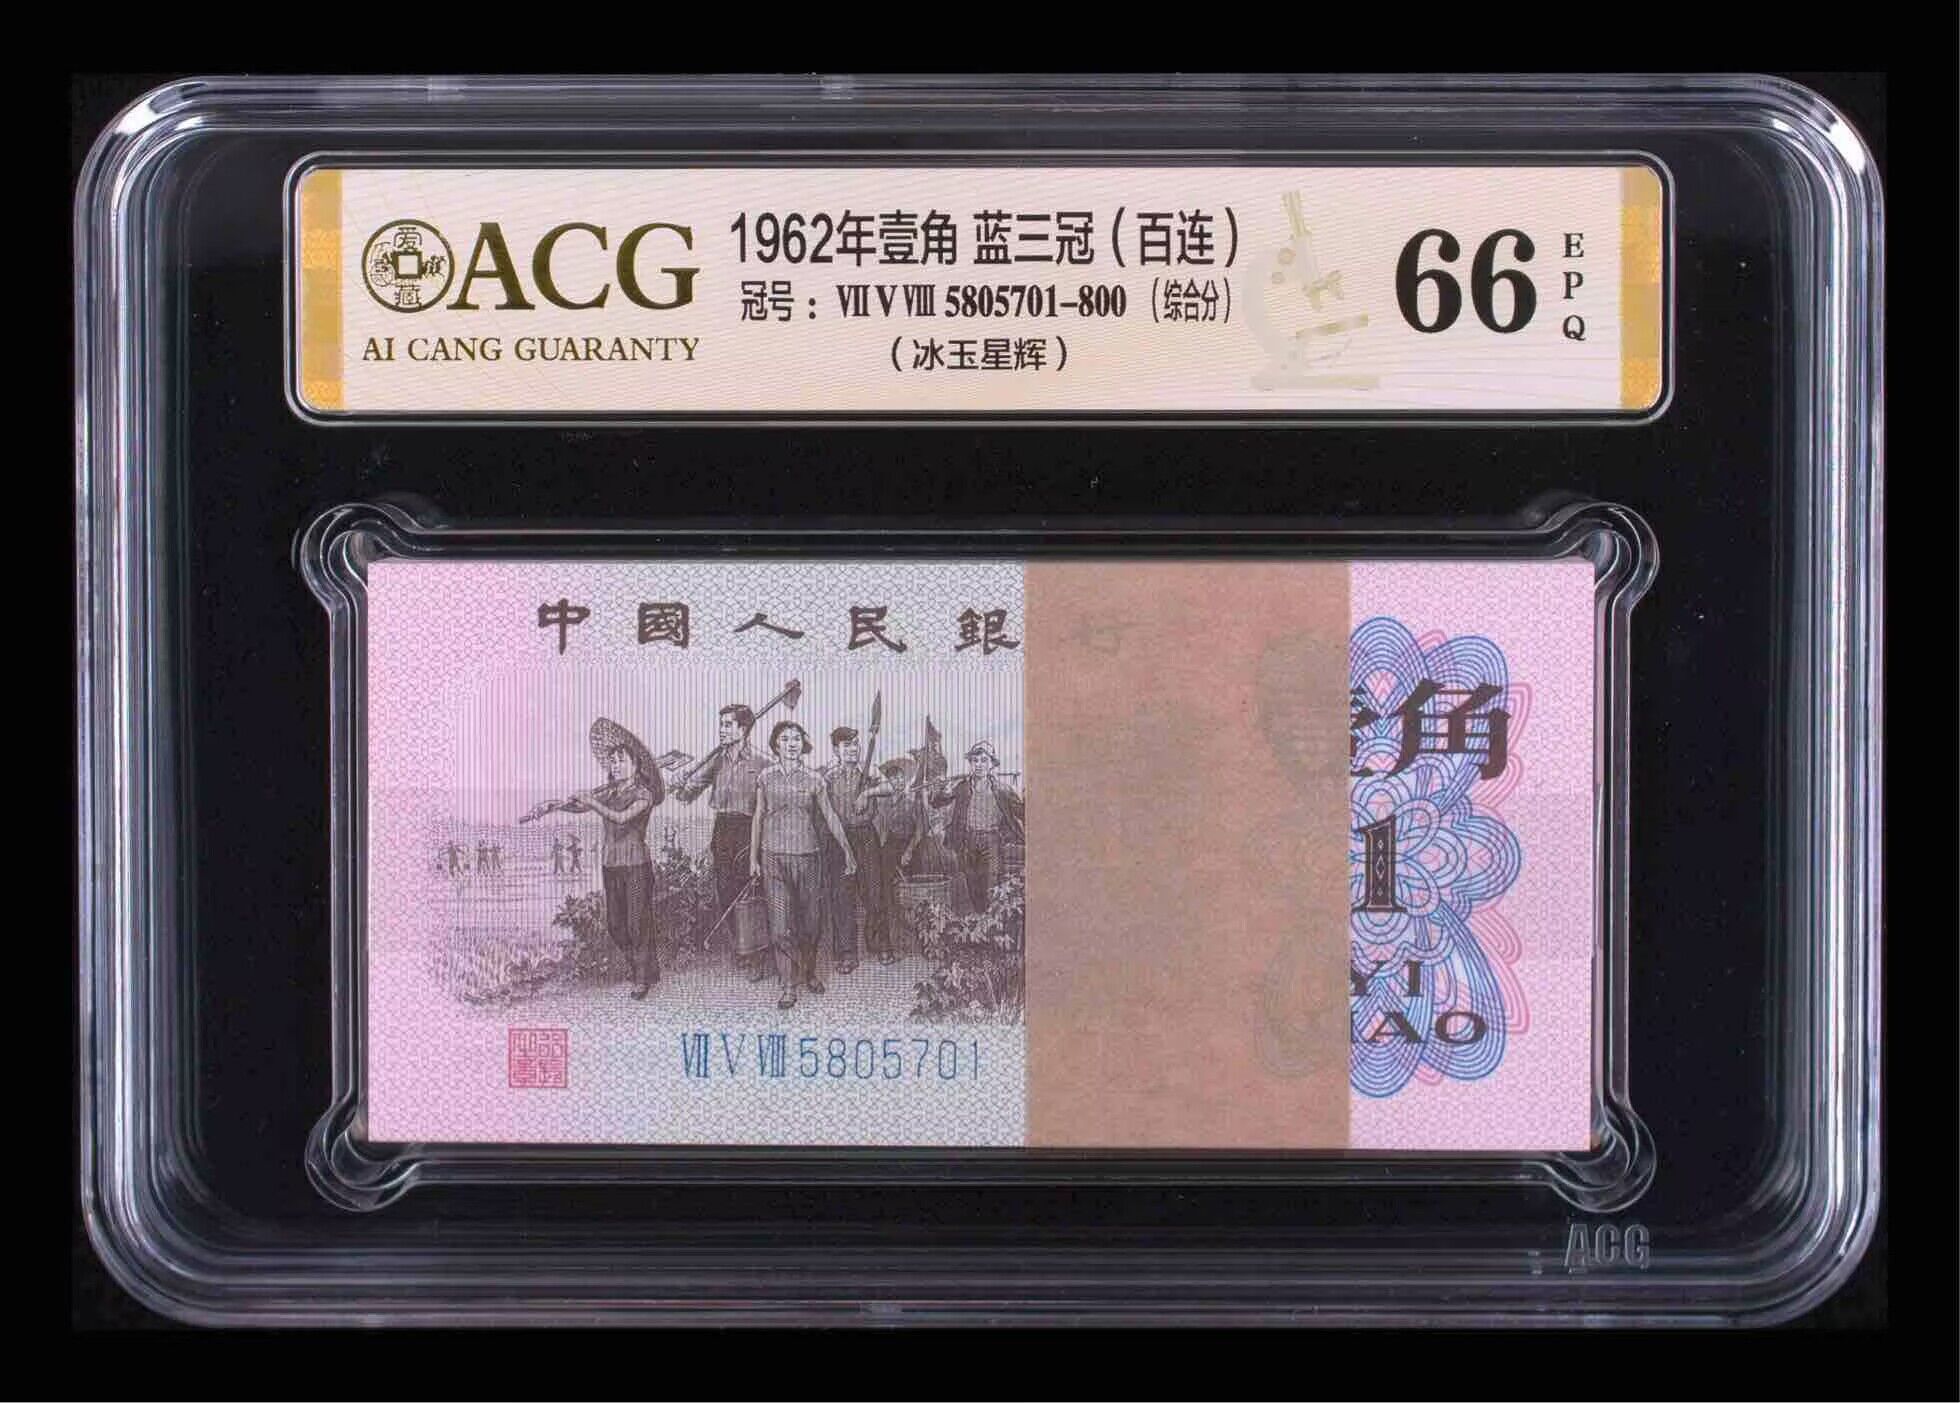 ACG
AI CANG GUARANTY
1962年壹角 蓝三冠（百连）
冠号：Ⅶ Ⅴ Ⅷ 5805701-800（综合分）
（冰玉星辉）
66
EPQ
中國人民銀行
角
1
YI
AO
Ⅶ Ⅴ Ⅷ 5805701
ACG